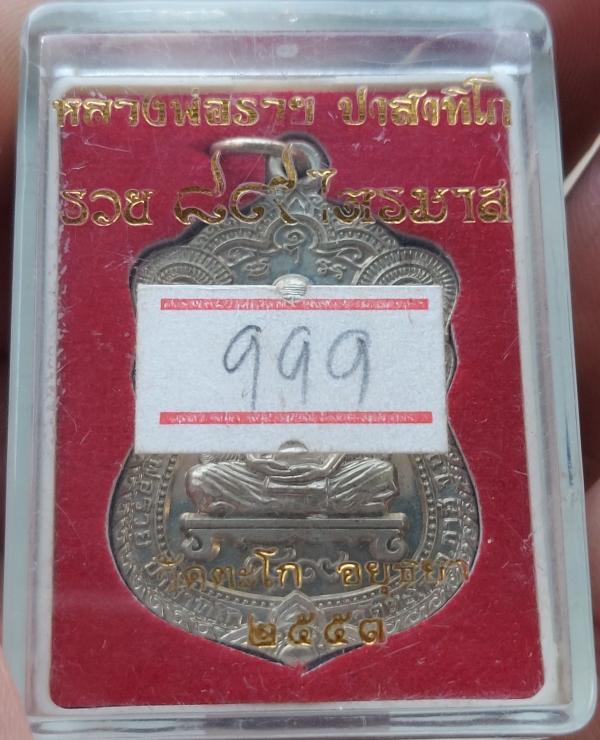 หลวงพ่อรวย ปาสาทิโก
รวย ๘๙ ไตรมาส
999
วัดตะโก อยุธยา
๒๕๕๓